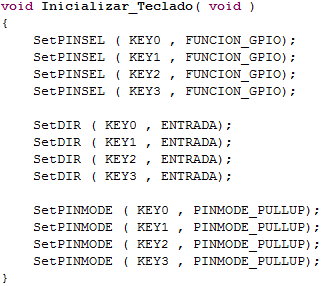 void Inicializar_Teclado( void )
{
SetPINSEL ( KEY0 , FUNCION_GPIO);
SetPINSEL ( KEY1 , FUNCION_GPIO);
SetPINSEL ( KEY2 , FUNCION_GPIO);
SetPINSEL ( KEY3 , FUNCION_GPIO);
SetDIR ( KEY0 , ENTRADA);
SetDIR ( KEY1 , ENTRADA);
SetDIR ( KEY2 , ENTRADA);
SetDIR ( KEY3 , ENTRADA);
SetPINMODE ( KEY0 , PINMODE_PULLUP);
SetPINMODE ( KEY1 , PINMODE_PULLUP);
SetPINMODE ( KEY2 , PINMODE_PULLUP);
SetPINMODE ( KEY3 , PINMODE_PULLUP);
}